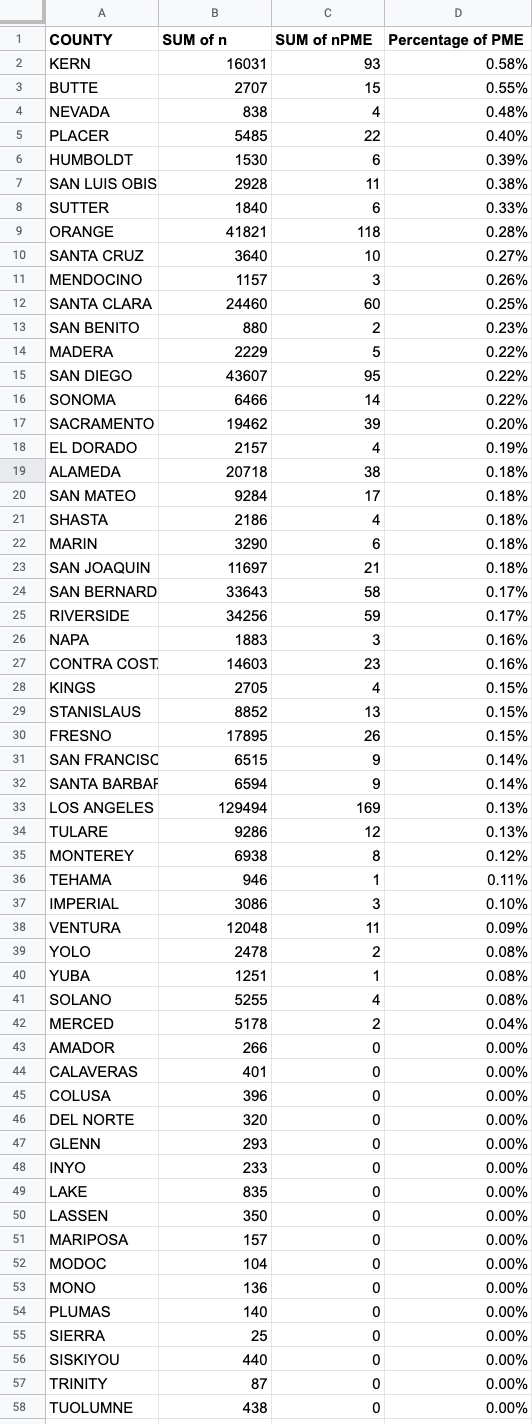 A B C D
1 COUNTY SUM of n SUM of nPME Percentage of PME
2 KERN 16031 93 0.58%
3 BUTTE 2707 15 0.55%
4 NEVADA 838 4 0.48%
5 PLACER 5485 22 0.40%
6 HUMBOLDT 1530 6 0.39%
7 SAN LUIS OBIS 2928 11 0.38%
8 SUTTER 1840 6 0.33%
9 ORANGE 41821 118 0.28%
10 SANTA CRUZ 3640 10 0.27%
11 MENDOCINO 1157 3 0.26%
12 SANTA CLARA 24460 60 0.25%
13 SAN BENITO 880 2 0.23%
14 MADERA 2229 5 0.22%
15 SAN DIEGO 43607 95 0.22%
16 SONOMA 6466 14 0.22%
17 SACRAMENTO 19462 39 0.20%
18 EL DORADO 2157 4 0.19%
19 ALAMEDA 20718 38 0.18%
20 SAN MATEO 9284 17 0.18%
21 SHASTA 2186 4 0.18%
22 MARIN 3290 6 0.18%
23 SAN JOAQUIN 11697 21 0.18%
24 SAN BERNARD 33643 58 0.17%
25 RIVERSIDE 34256 59 0.17%
26 NAPA 1883 3 0.16%
27 CONTRA COSTA 14603 23 0.16%
28 KINGS 2705 4 0.15%
29 STANISLAUS 8852 13 0.15%
30 FRESNO 17895 26 0.15%
31 SAN FRANCISC 6515 9 0.14%
32 SANTA BARBAR 6594 9 0.14%
33 LOS ANGELES 129494 169 0.13%
34 TULARE 9286 12 0.13%
35 MONTEREY 6938 8 0.12%
36 TEHAMA 946 1 0.11%
37 IMPERIAL 3086 3 0.10%
38 VENTURA 12048 11 0.09%
39 YOLO 2478 2 0.08%
40 YUBA 1251 1 0.08%
41 SOLANO 5255 4 0.08%
42 MERCED 5178 2 0.04%
43 AMADOR 266 0 0.00%
44 CALAVERAS 401 0 0.00%
45 COLUSA 396 0 0.00%
46 DEL NORTE 320 0 0.00%
47 GLENN 293 0 0.00%
48 INYO 233 0 0.00%
49 LAKE 835 0 0.00%
50 LASSEN 350 0 0.00%
51 MARIPOSA 157 0 0.00%
52 MODOC 104 0 0.00%
53 MONO 136 0 0.00%
54 PLUMAS 140 0 0.00%
55 SIERRA 25 0 0.00%
56 SISKIYOU 440 0 0.00%
57 TRINITY 87 0 0.00%
58 TUOLUMNE 438 0 0.00%